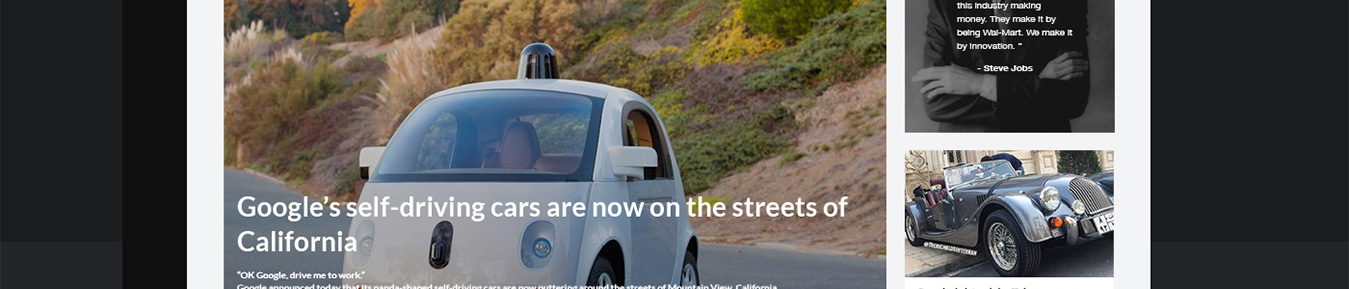 Google's self-driving cars are now on the streets of
California
"OK Google, drive me to work."
Google announced today that its panda-shaped self-driving cars are now puttering around the streets of Mountain View, California
this industry making
money. They make it by
being Wal-Mart. We make it
by innovation. "
- Steve Jobs